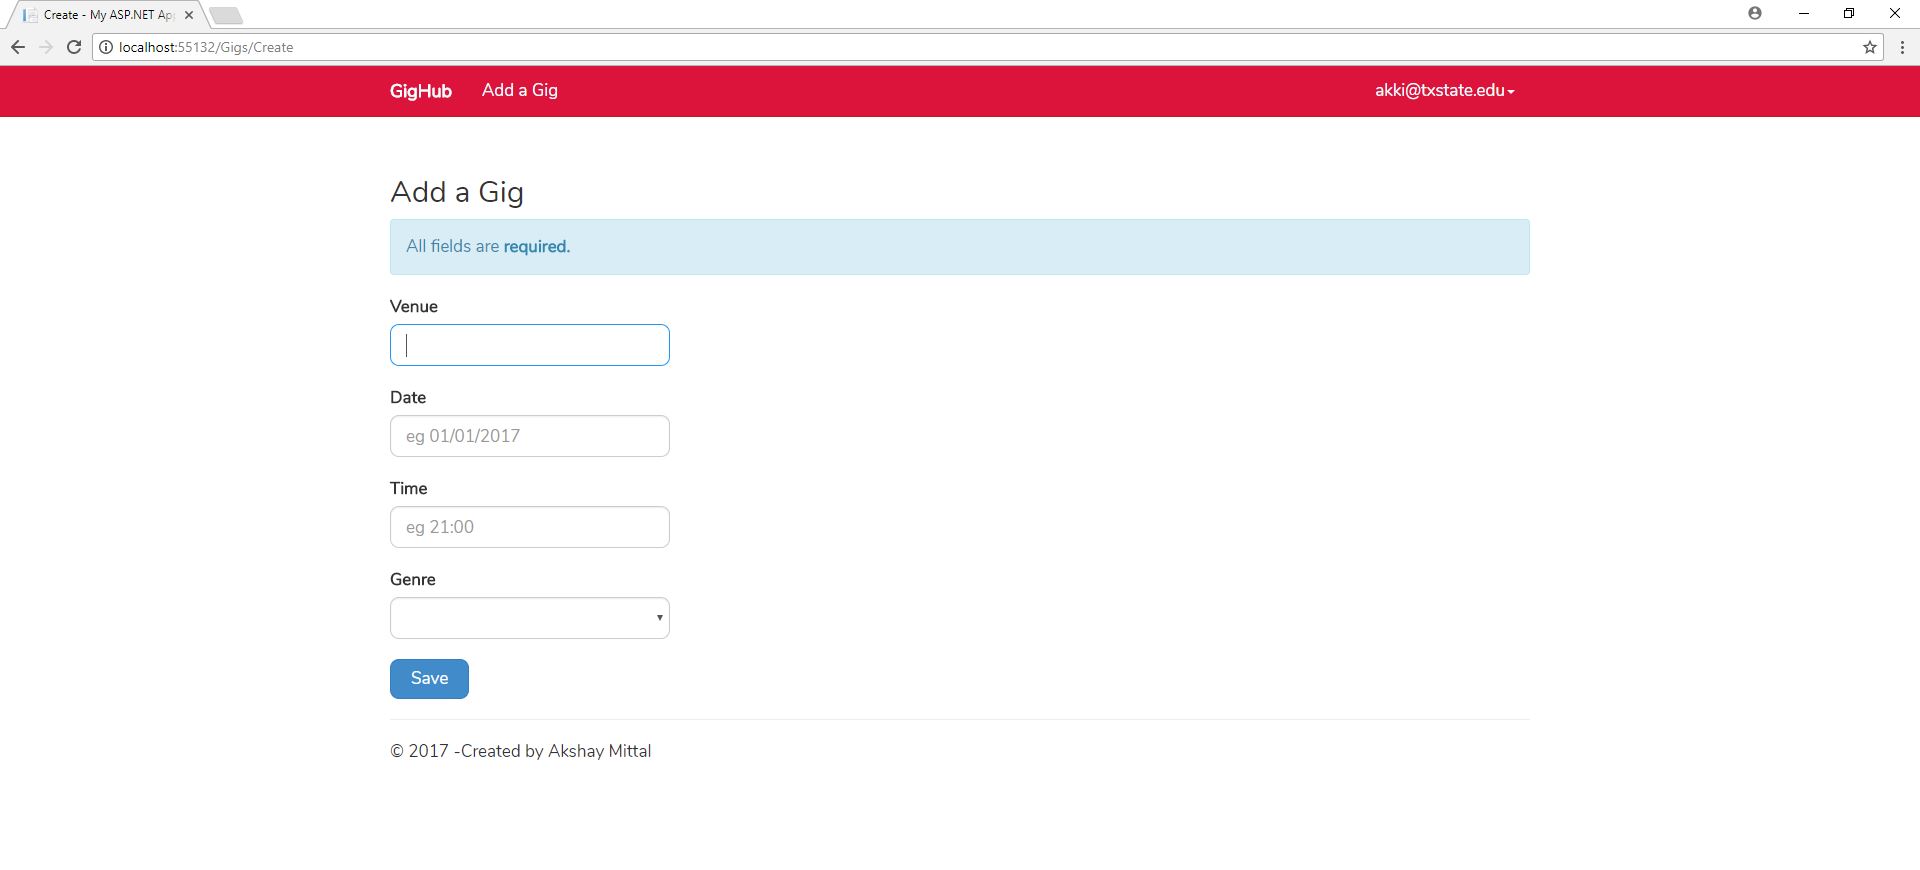 Create - My ASP.NET Ap
localhost:55132/Gigs/Create
GigHub Add a Gig akki@txstate.edu
Add a Gig
All fields are required.
Venue
Date
eg 01/01/2017
Time
eg 21:00
Genre
Save
© 2017 -Created by Akshay Mittal